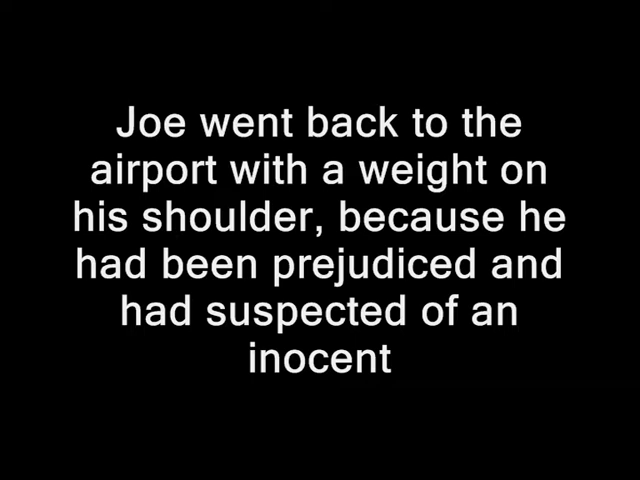 Joe went back to the
airport with a weight on
his shoulder, because he
had been prejudiced and
had suspected of an
inocent